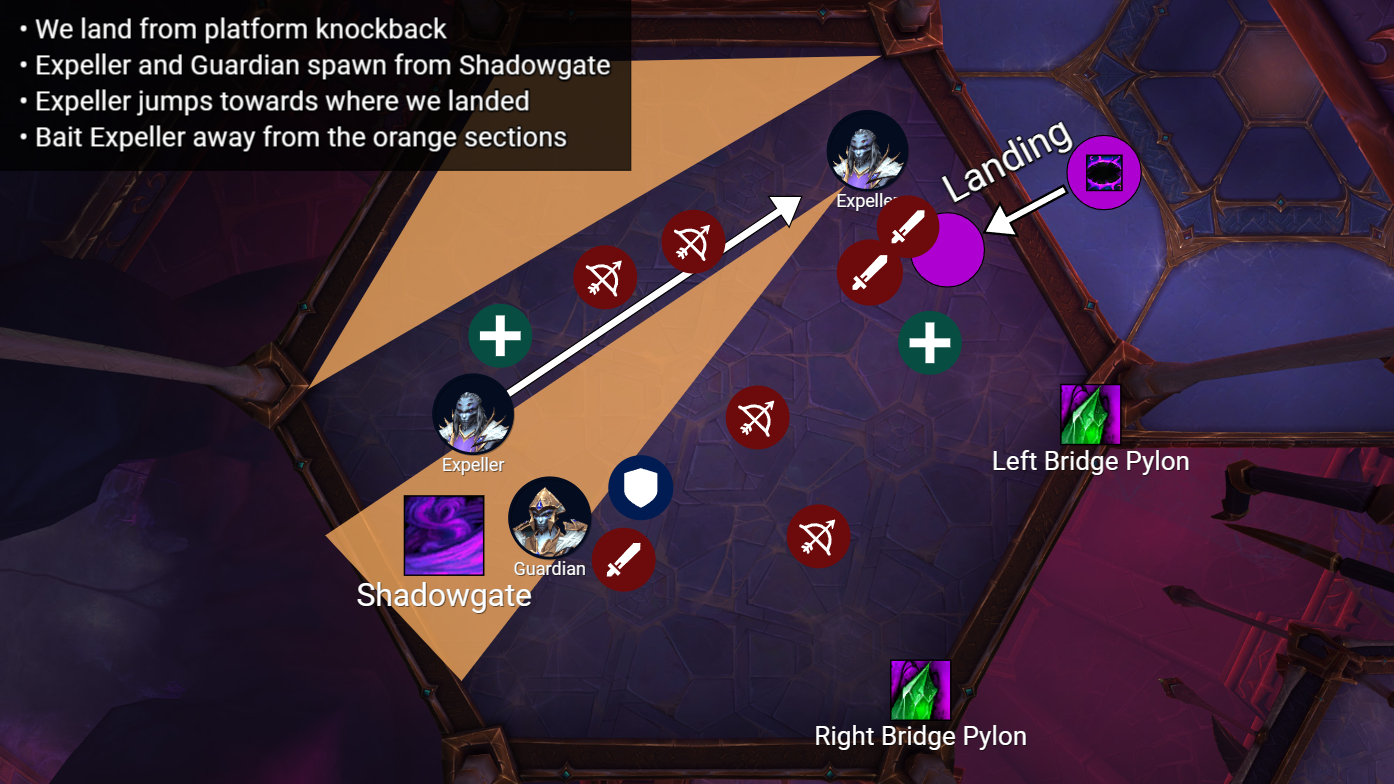 • We land from platform knockback
• Expeller and Guardian spawn from Shadowgate
• Expeller jumps towards where we landed
• Bait Expeller away from the orange sections
Landing
Expeller
Expeller
Left Bridge Pylon
Guardian
Shadowgate
Right Bridge Pylon